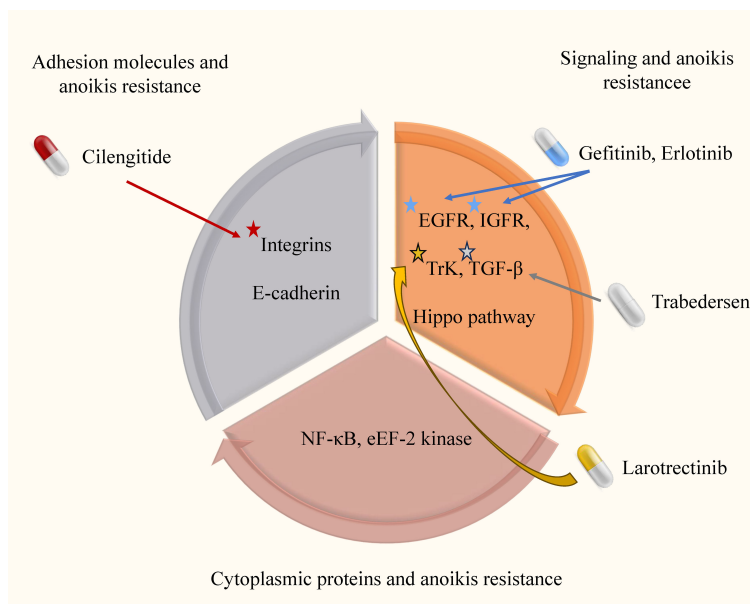 Adhesion molecules and
anoikis resistance
Signaling and anoikis
resistancee
Cilengitide
Gefitinib, Erlotinib
EGFR, IGFR,
Integrins
TrK, TGF-β
E-cadherin
Trabedersen
Hippo pathway
NF-κB, eEF-2 kinase
Larotrectinib
Cytoplasmic proteins and anoikis resistance